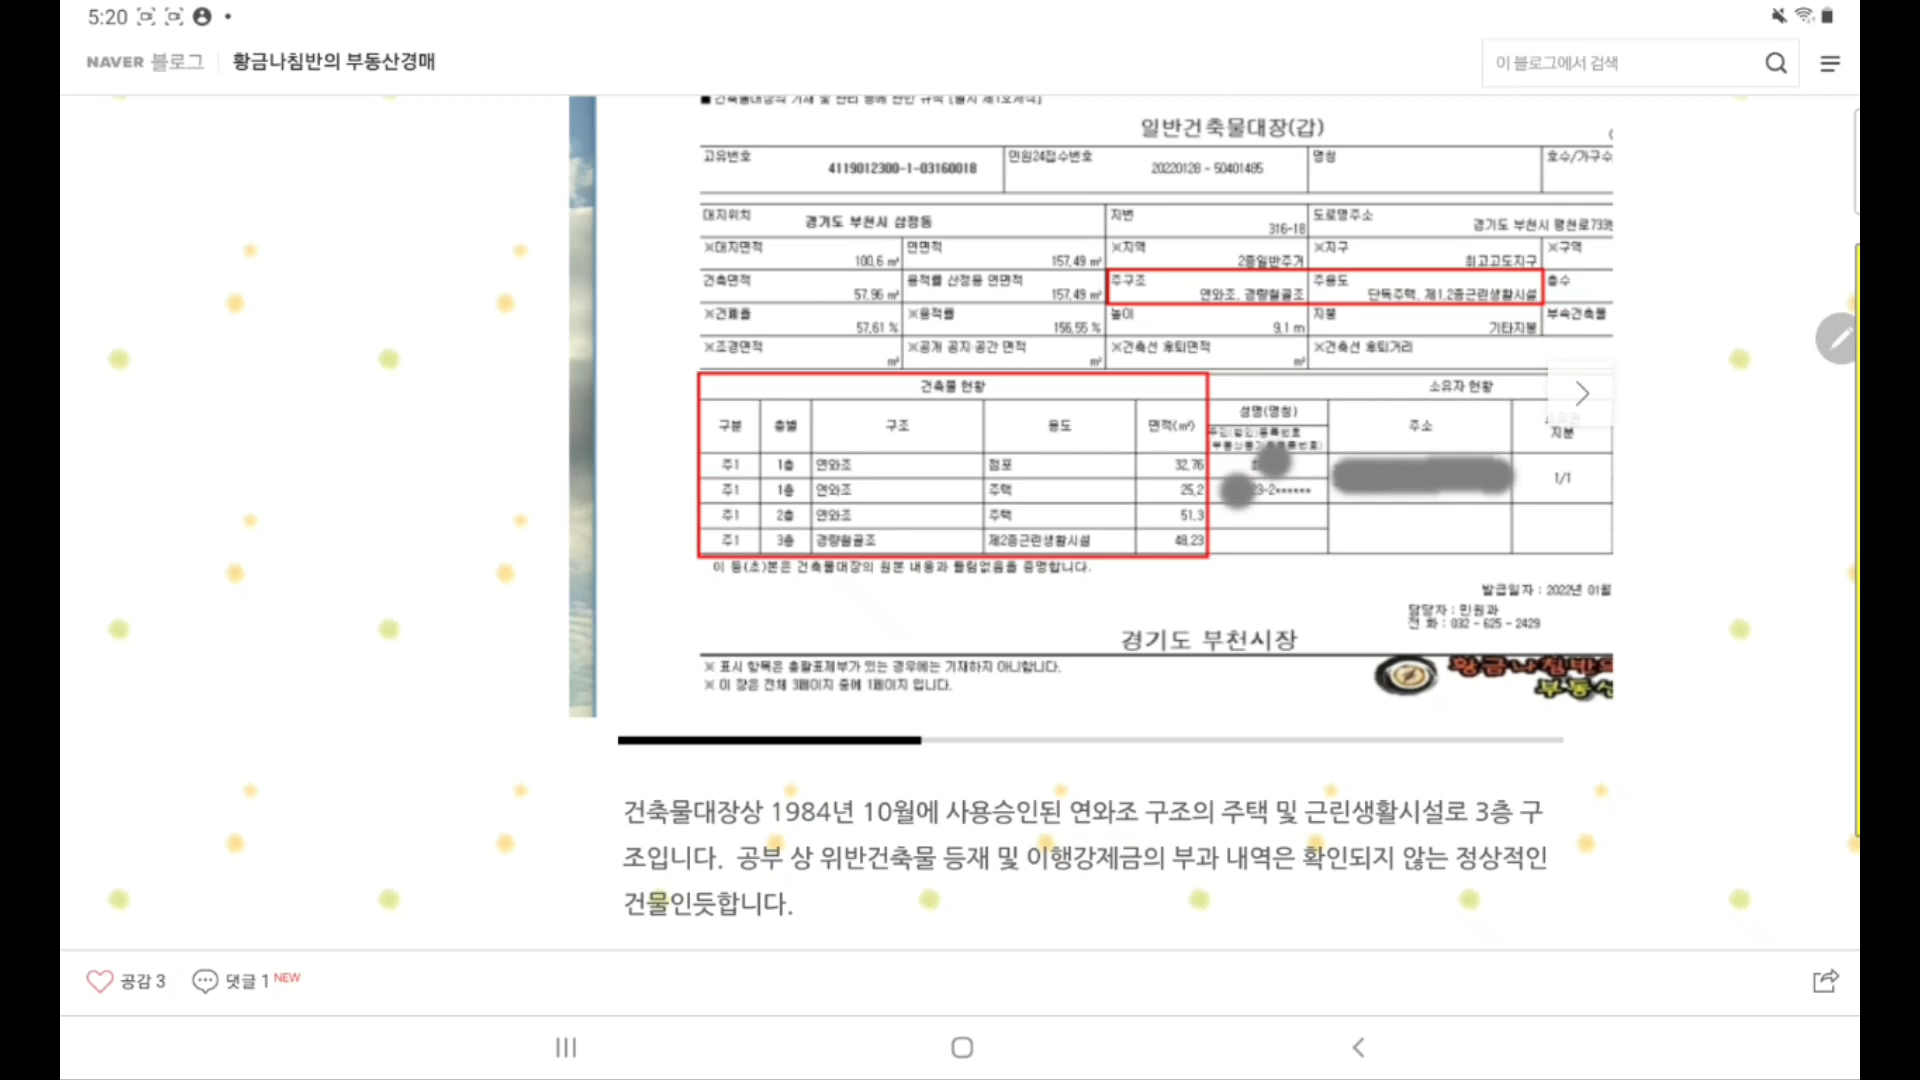 5:20
NAVER 블로그 황금나침반의 부동산경매
이 블로그에서 검색
일반건축물대장(갑)
고유번호 4119012300-1-03160018 민원24접수번호 20220128 - 50401485 명칭 호수/가구수
대지위치 경기도 부천시 삼정동 지번 316-18 도로명주소 경기도 부천시 평천로73
※대지면적 100.6 ㎡ 연면적 157.49 ㎡ ※지역 2종일반주거 ※지구 최고고도지구 ※구역
건축면적 57.96 ㎡ 용적률 산정용 연면적 157.49 ㎡ 주구조 연와조, 경량철골조 주용도 단독주택, 제1,2종근린생활시설 층수
※건폐율 57.61 % ※용적률 156.55 % 높이 9.1 m 지붕 기타지붕 부속건축물
※조경면적 ㎡ ※공개 공지·공간 면적 ㎡ ※건축선 후퇴면적 ㎡ ※건축선 후퇴거리
건축물 현황 소유자 현황
구분 층별 구조 용도 면적(㎡) 성명(명칭) 주소 지분
주1 1층 연와조 점포 32.76
주1 1층 연와조 주택 25.2 3-2****** 1/1
주1 2층 연와조 주택 51.3
주1 3층 경량철골조 제2종근린생활시설 48.23
이 등(초)본은 건축물대장의 원본 내용과 틀림없음을 증명합니다.
발급일자 : 2022년 01월
담당자 : 민원과
전 화 : 032 - 625 - 2429
경기도 부천시장
※ 표시 항목은 총괄표제부가 있는 경우에는 기재하지 아니합니다.
※ 이 장은 전체 3페이지 중에 1페이지 입니다.
황금나침반
부동산
건축물대장상 1984년 10월에 사용승인된 연와조 구조의 주택 및 근린생활시설로 3층 구
조입니다. 공부 상 위반건축물 등재 및 이행강제금의 부과 내역은 확인되지 않는 정상적인
건물인듯합니다.
공감 3 댓글 1 NEW